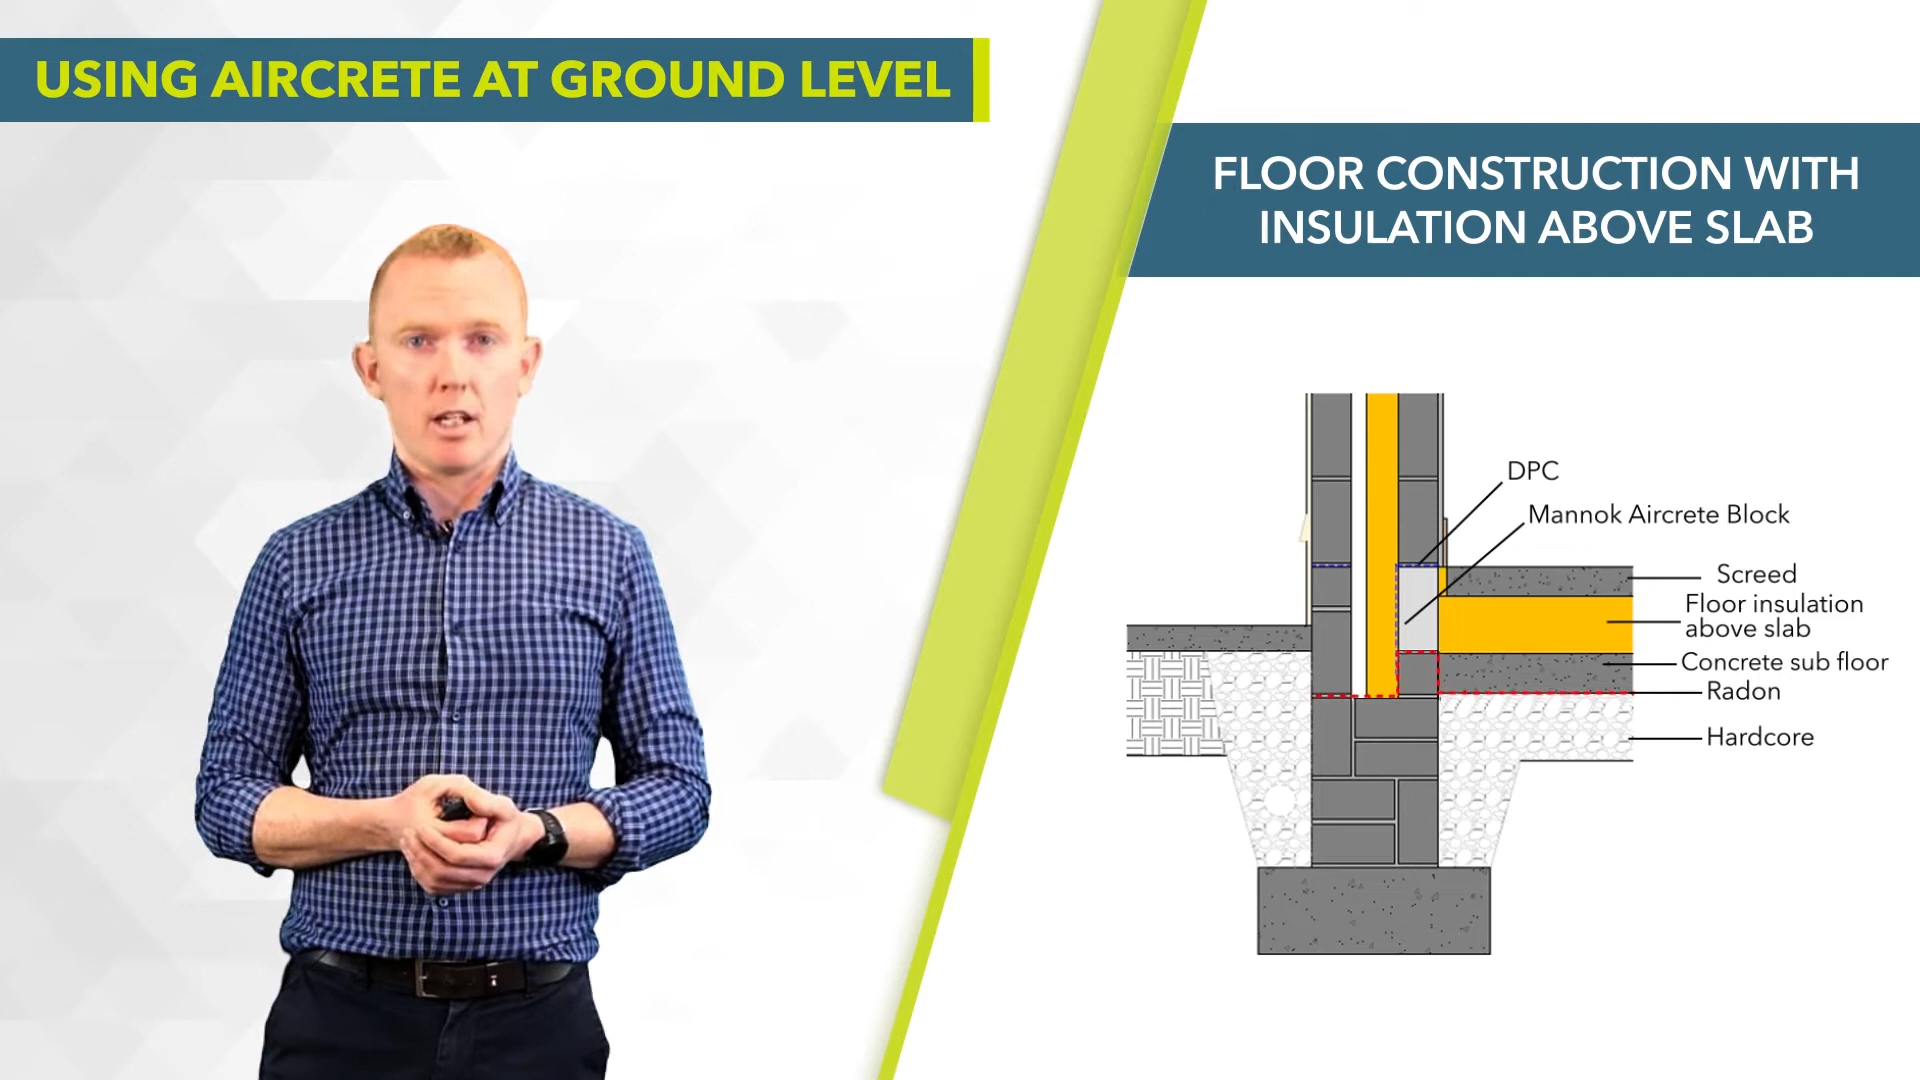 USING AIRCRETE AT GROUND LEVEL
FLOOR CONSTRUCTION WITH
INSULATION ABOVE SLAB
DPC
Mannok Aircrete Block
Screed
Floor insulation
above slab
Concrete sub floor
Radon
Hardcore